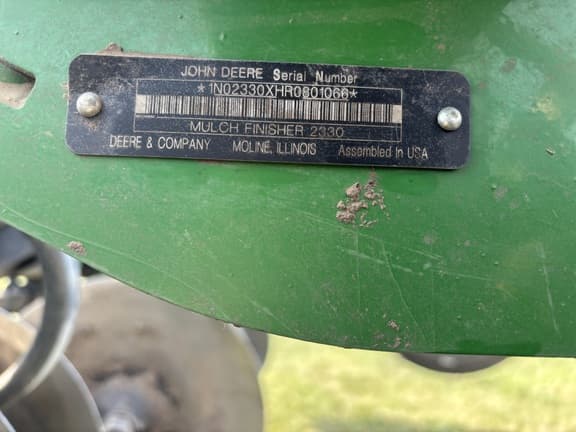 JOHN DEERE Serial Number
*1N02330XHR0801066*
MULCH FINISHER 2330
DEERE & COMPANY MOLINE, ILLINOIS Assembled in USA